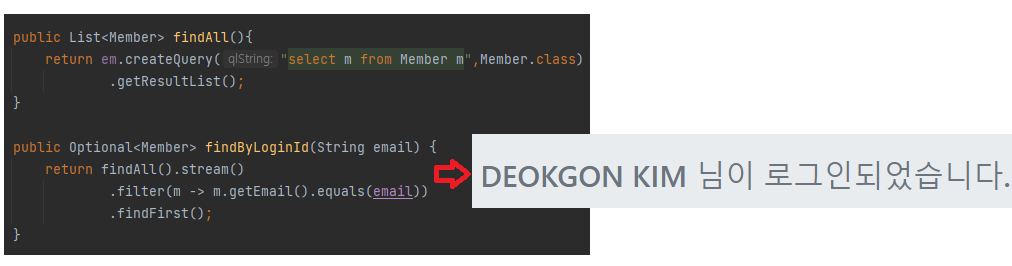 public List<Member> findAll(){
return em.createQuery( qlString: "select m from Member m",Member.class)
.getResultList();
}
public Optional<Member> findByLoginId(String email) {
return findAll().stream()
.filter(m -> m.getEmail().equals(email))
.findFirst();
}
DEOKGON KIM 님이 로그인되었습니다.